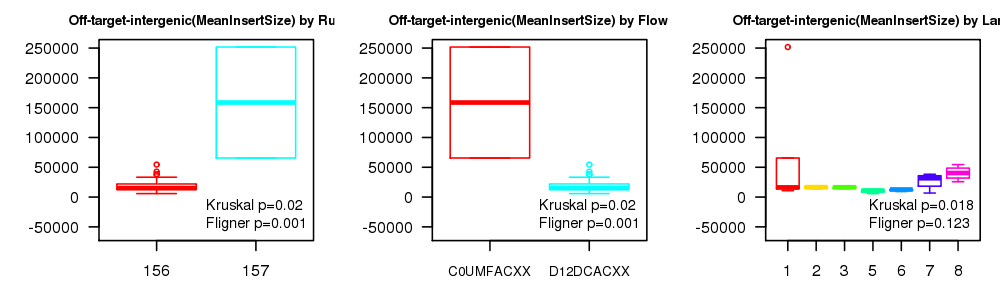 Off-target-intergenic(MeanInsertSize) by Ru
250000
200000
150000
100000
50000
0
-50000
Kruskal p=0.02
Fligner p=0.001
156 157
Off-target-intergenic(MeanInsertSize) by Flow
250000
200000
150000
100000
50000
0
-50000
Kruskal p=0.02
Fligner p=0.001
C0UMFACXX D12DCACXX
Off-target-intergenic(MeanInsertSize) by Lan
250000
200000
150000
100000
50000
0
-50000
Kruskal p=0.018
Fligner p=0.123
1 2 3 5 6 7 8